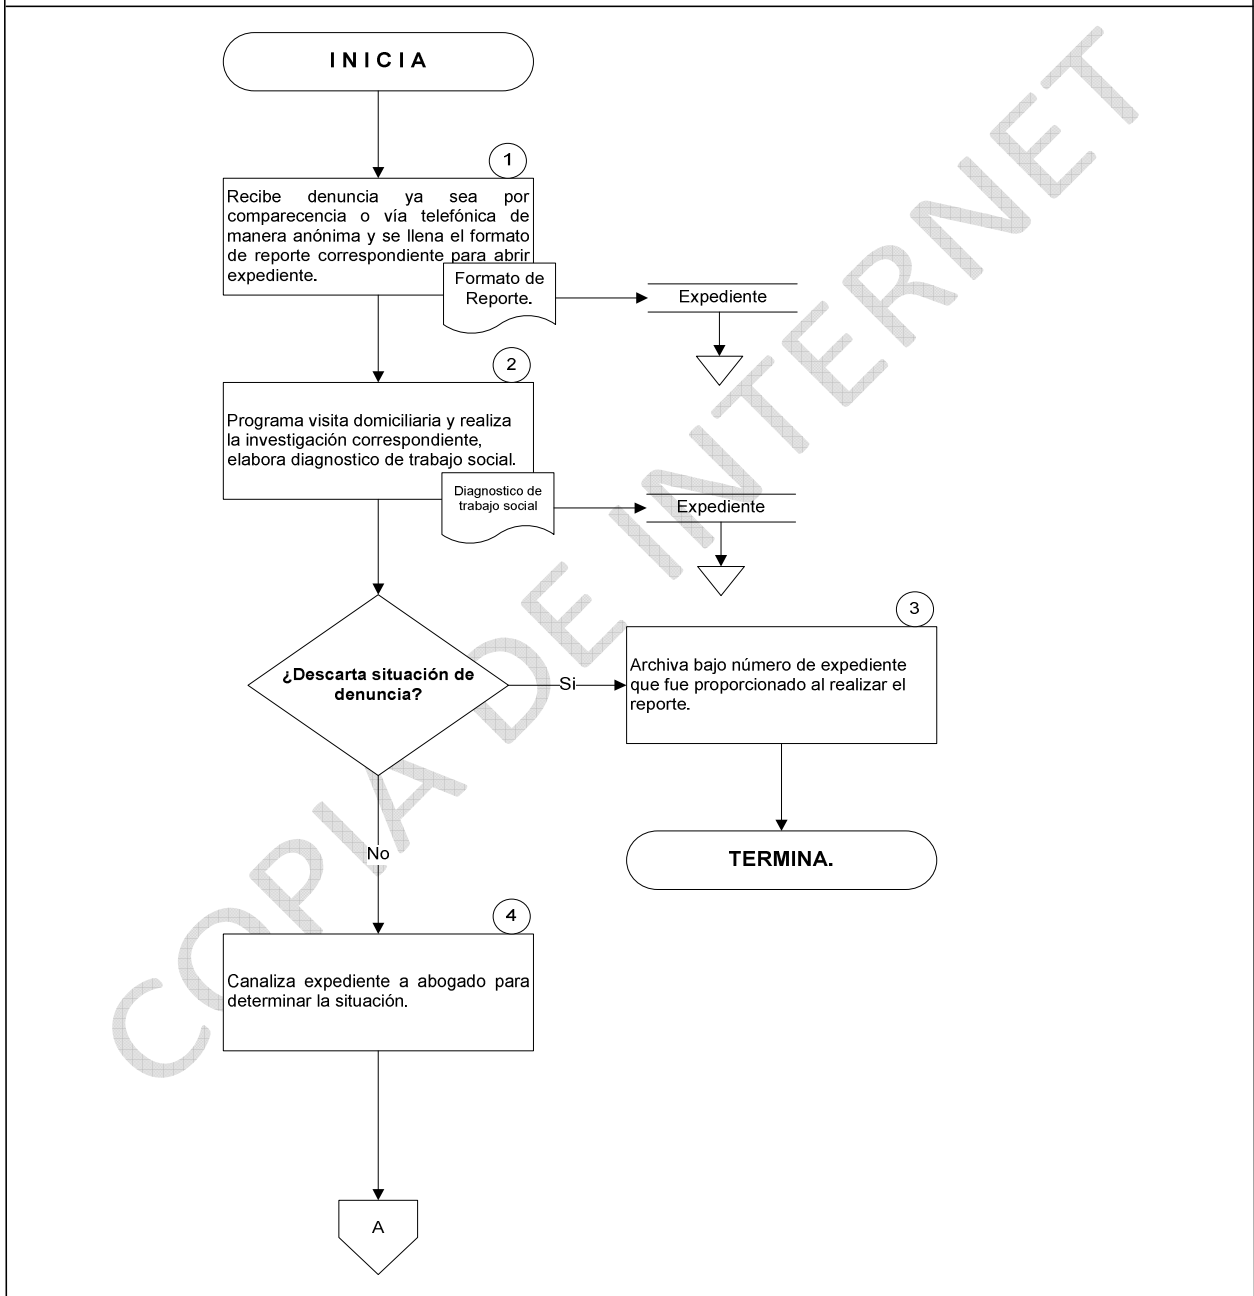 I N I C I A
1
Recibe denuncia ya sea por
comparecencia o vía telefónica de
manera anónima y se llena el formato
de reporte correspondiente para abrir
expediente.
Formato de
Reporte.
Expediente
2
Programa visita domiciliaria y realiza
la investigación correspondiente,
elabora diagnostico de trabajo social.
Diagnostico de
trabajo social
Expediente
¿Descarta situación de
denuncia?
Si
3
Archiva bajo número de expediente
que fue proporcionado al realizar el
reporte.
TERMINA.
No
4
Canaliza expediente a abogado para
determinar la situación.
A
COPIA DE INTERNET